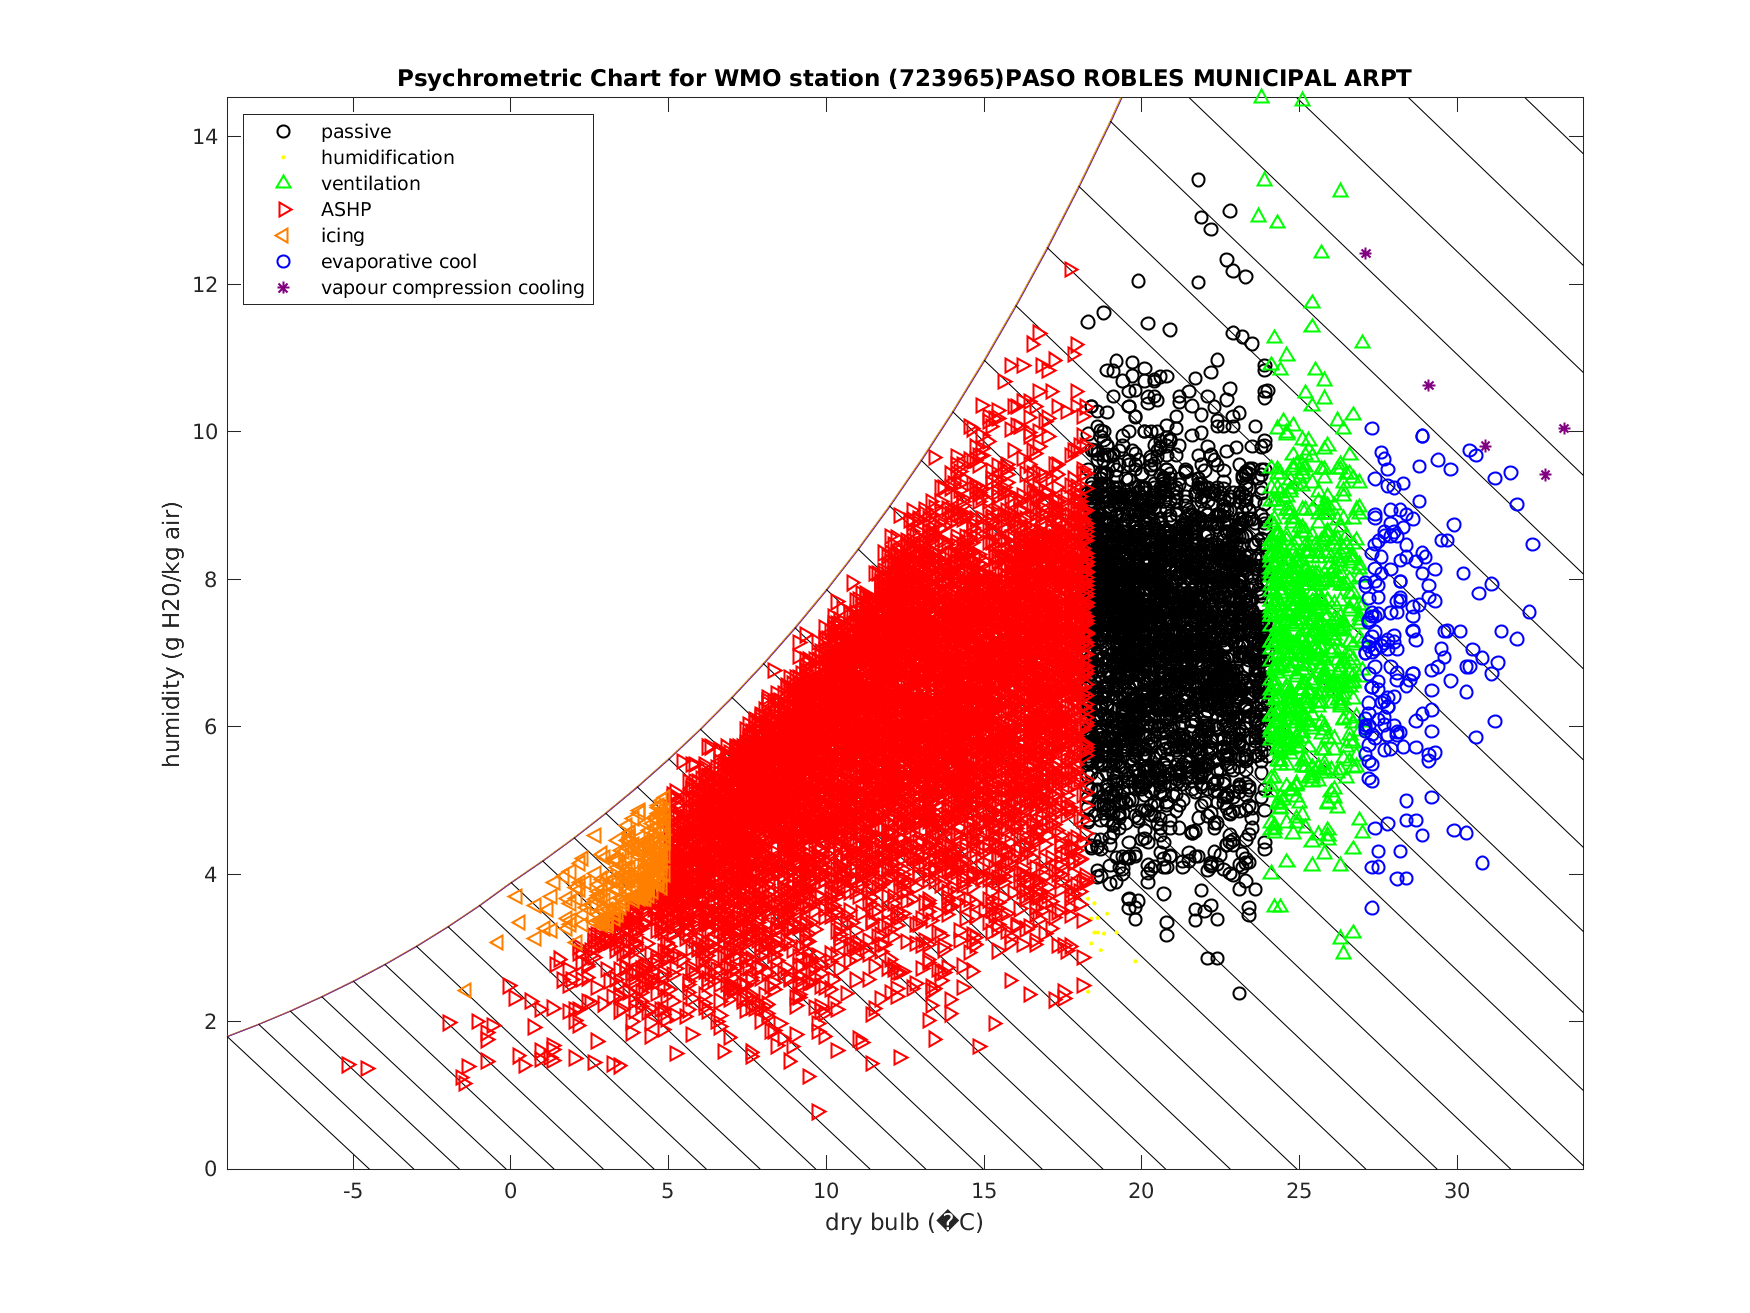 Psychrometric Chart for WMO station (723965)PASO ROBLES MUNICIPAL ARPT
passive
humidification
ventilation
ASHP
icing
evaporative cool
vapour compression cooling
humidity (g H20/kg air)
14
12
10
8
6
4
2
0
-5 0 5 10 15 20 25 30
dry bulb (�C)